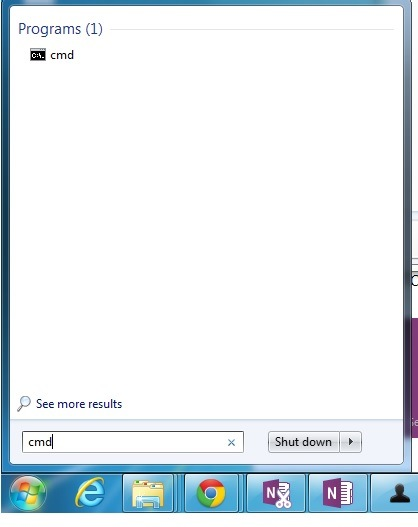 Programs (1)
cmd
See more results
cmd
Shut down